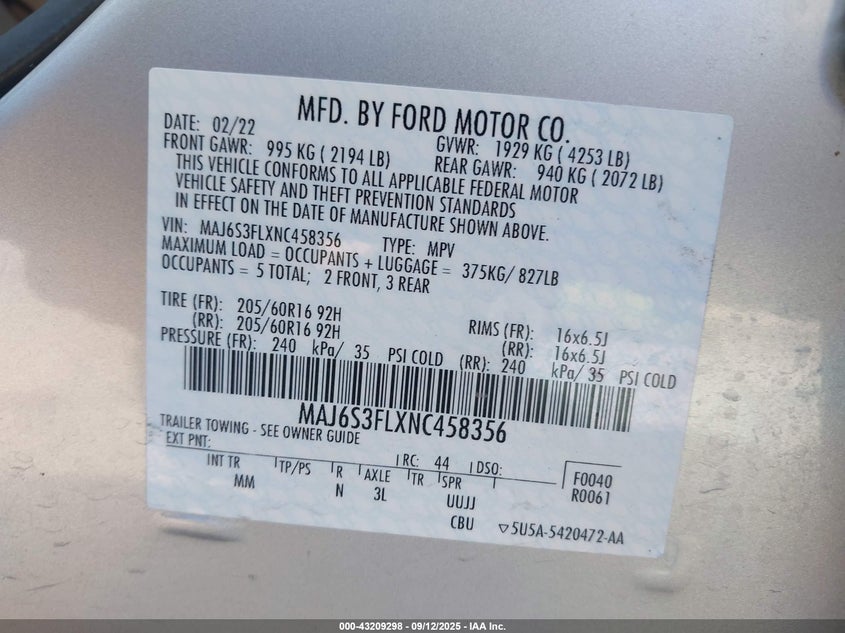 MFD. BY FORD MOTOR CO.
DATE: 02/22 GVWR: 1929 KG ( 4253 LB)
FRONT GAWR: 995 KG ( 2194 LB) REAR GAWR: 940 KG ( 2072 LB)
THIS VEHICLE CONFORMS TO ALL APPLICABLE FEDERAL MOTOR
VEHICLE SAFETY AND THEFT PREVENTION STANDARDS
IN EFFECT ON THE DATE OF MANUFACTURE SHOWN ABOVE.
VIN: MAJ6S3FLXNC458356 TYPE: MPV
MAXIMUM LOAD = OCCUPANTS + LUGGAGE = 375KG/ 827LB
OCCUPANTS = 5 TOTAL; 2 FRONT, 3 REAR
TIRE (FR): 205/60R16 92H RIMS (FR): 16x6.5J
(RR): 205/60R16 92H (RR): 16x6.5J
PRESSURE (FR): 240 kPa/ 35 PSI COLD (RR): 240 kPa/ 35 PSI COLD
MAJ6S3FLXNC458356
TRAILER TOWING - SEE OWNER GUIDE
EXT PNT: RC: 44 DSO: F0040
INT TR TP/PS R AXLE TR SPR R0061
MM N 3L UUJJ
CBU 5U5A-5420472-AA
000-43209298 - 09/12/2025 - IAA Inc.